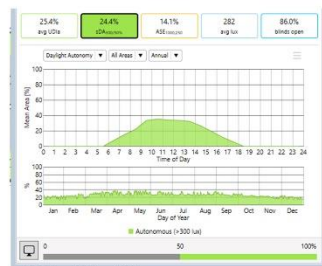 25.4%
avg UDIa
24.4%
sDA300/50%
14.1%
ASE1000,250
282
avg lux
86.0%
blinds open
Daylight Autonomy ▼ All Areas ▼ Annual ▼
Mean Area (%)
100
80
60
40
20
0
0 1 2 3 4 5 6 7 8 9 10 11 12 13 14 15 16 17 18 19 20 21 22 23 24
Time of Day
%
100
80
60
40
20
0
Jan Feb Mar Apr May Jun Jul Aug Sep Oct Nov Dec
Day of Year
Autonomous (>300 lux)
0 50 100%